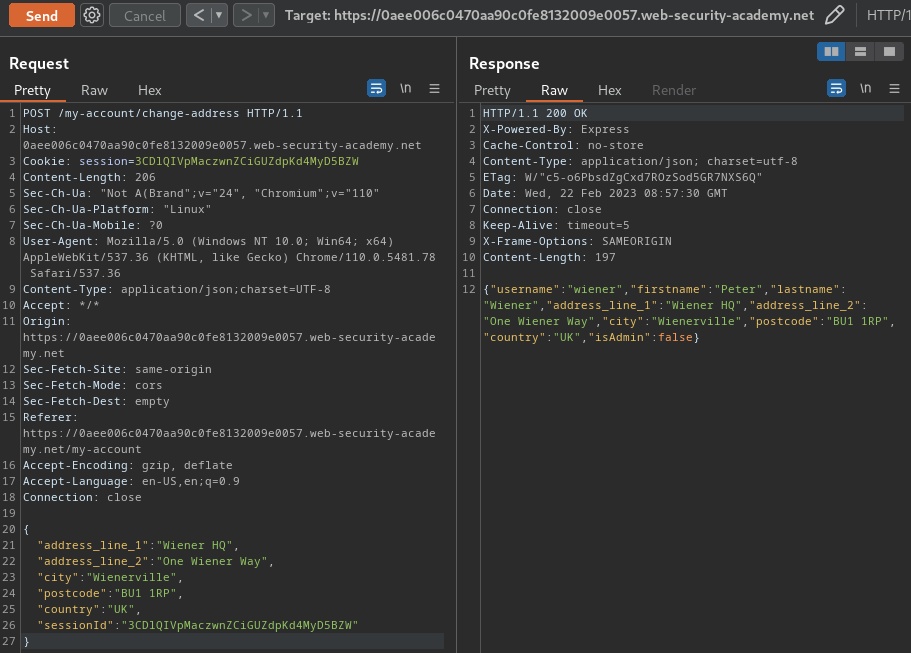 Send
Cancel
Target: https://0aee006c0470aa90c0fe8132009e0057.web-security-academy.net
HTTP/1
Request
Pretty Raw Hex
\n
1 POST /my-account/change-address HTTP/1.1
2 Host:
0aee006c0470aa90c0fe8132009e0057.web-security-academy.net
3 Cookie: session=3CDlQIVpMaczwnZCiGUZdpKd4MyD5BZW
4 Content-Length: 206
5 Sec-Ch-Ua: "Not A(Brand";v="24", "Chromium";v="110"
6 Sec-Ch-Ua-Platform: "Linux"
7 Sec-Ch-Ua-Mobile: ?0
8 User-Agent: Mozilla/5.0 (Windows NT 10.0; Win64; x64)
AppleWebKit/537.36 (KHTML, like Gecko) Chrome/110.0.5481.78
Safari/537.36
9 Content-Type: application/json;charset=UTF-8
10 Accept: */*
11 Origin:
https://0aee006c0470aa90c0fe8132009e0057.web-security-acade
my.net
12 Sec-Fetch-Site: same-origin
13 Sec-Fetch-Mode: cors
14 Sec-Fetch-Dest: empty
15 Referer:
https://0aee006c0470aa90c0fe8132009e0057.web-security-acade
my.net/my-account
16 Accept-Encoding: gzip, deflate
17 Accept-Language: en-US,en;q=0.9
18 Connection: close
19
20 {
21 "address_line_1":"Wiener HQ",
22 "address_line_2":"One Wiener Way",
23 "city":"Wienerville",
24 "postcode":"BU1 1RP",
25 "country":"UK",
26 "sessionId":"3CDlQIVpMaczwnZCiGUZdpKd4MyD5BZW"
27 }
Response
Pretty Raw Hex Render
\n
1 HTTP/1.1 200 OK
2 X-Powered-By: Express
3 Cache-Control: no-store
4 Content-Type: application/json; charset=utf-8
5 ETag: W/"c5-o6PbsdZgCxd7ROzSod5GR7NXS6Q"
6 Date: Wed, 22 Feb 2023 08:57:30 GMT
7 Connection: close
8 Keep-Alive: timeout=5
9 X-Frame-Options: SAMEORIGIN
10 Content-Length: 197
11
12 {"username":"wiener","firstname":"Peter","lastname":
"Wiener","address_line_1":"Wiener HQ","address_line_2":
"One Wiener Way","city":"Wienerville","postcode":"BU1 1RP",
"country":"UK","isAdmin":false}